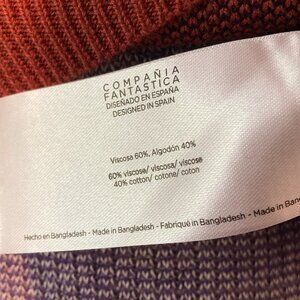 COMPAÑIA
FANTASTICA
DISEÑADO EN ESPAÑA
DESIGNED IN SPAIN
Viscosa 60%, Algodón 40%
60% viscose/ viscosa/ viscose
40% cotton/ cotone/ coton
Hecho en Bangladesh - Made in Bangladesh - Fabriqué in Bangladesh - Made in Bang